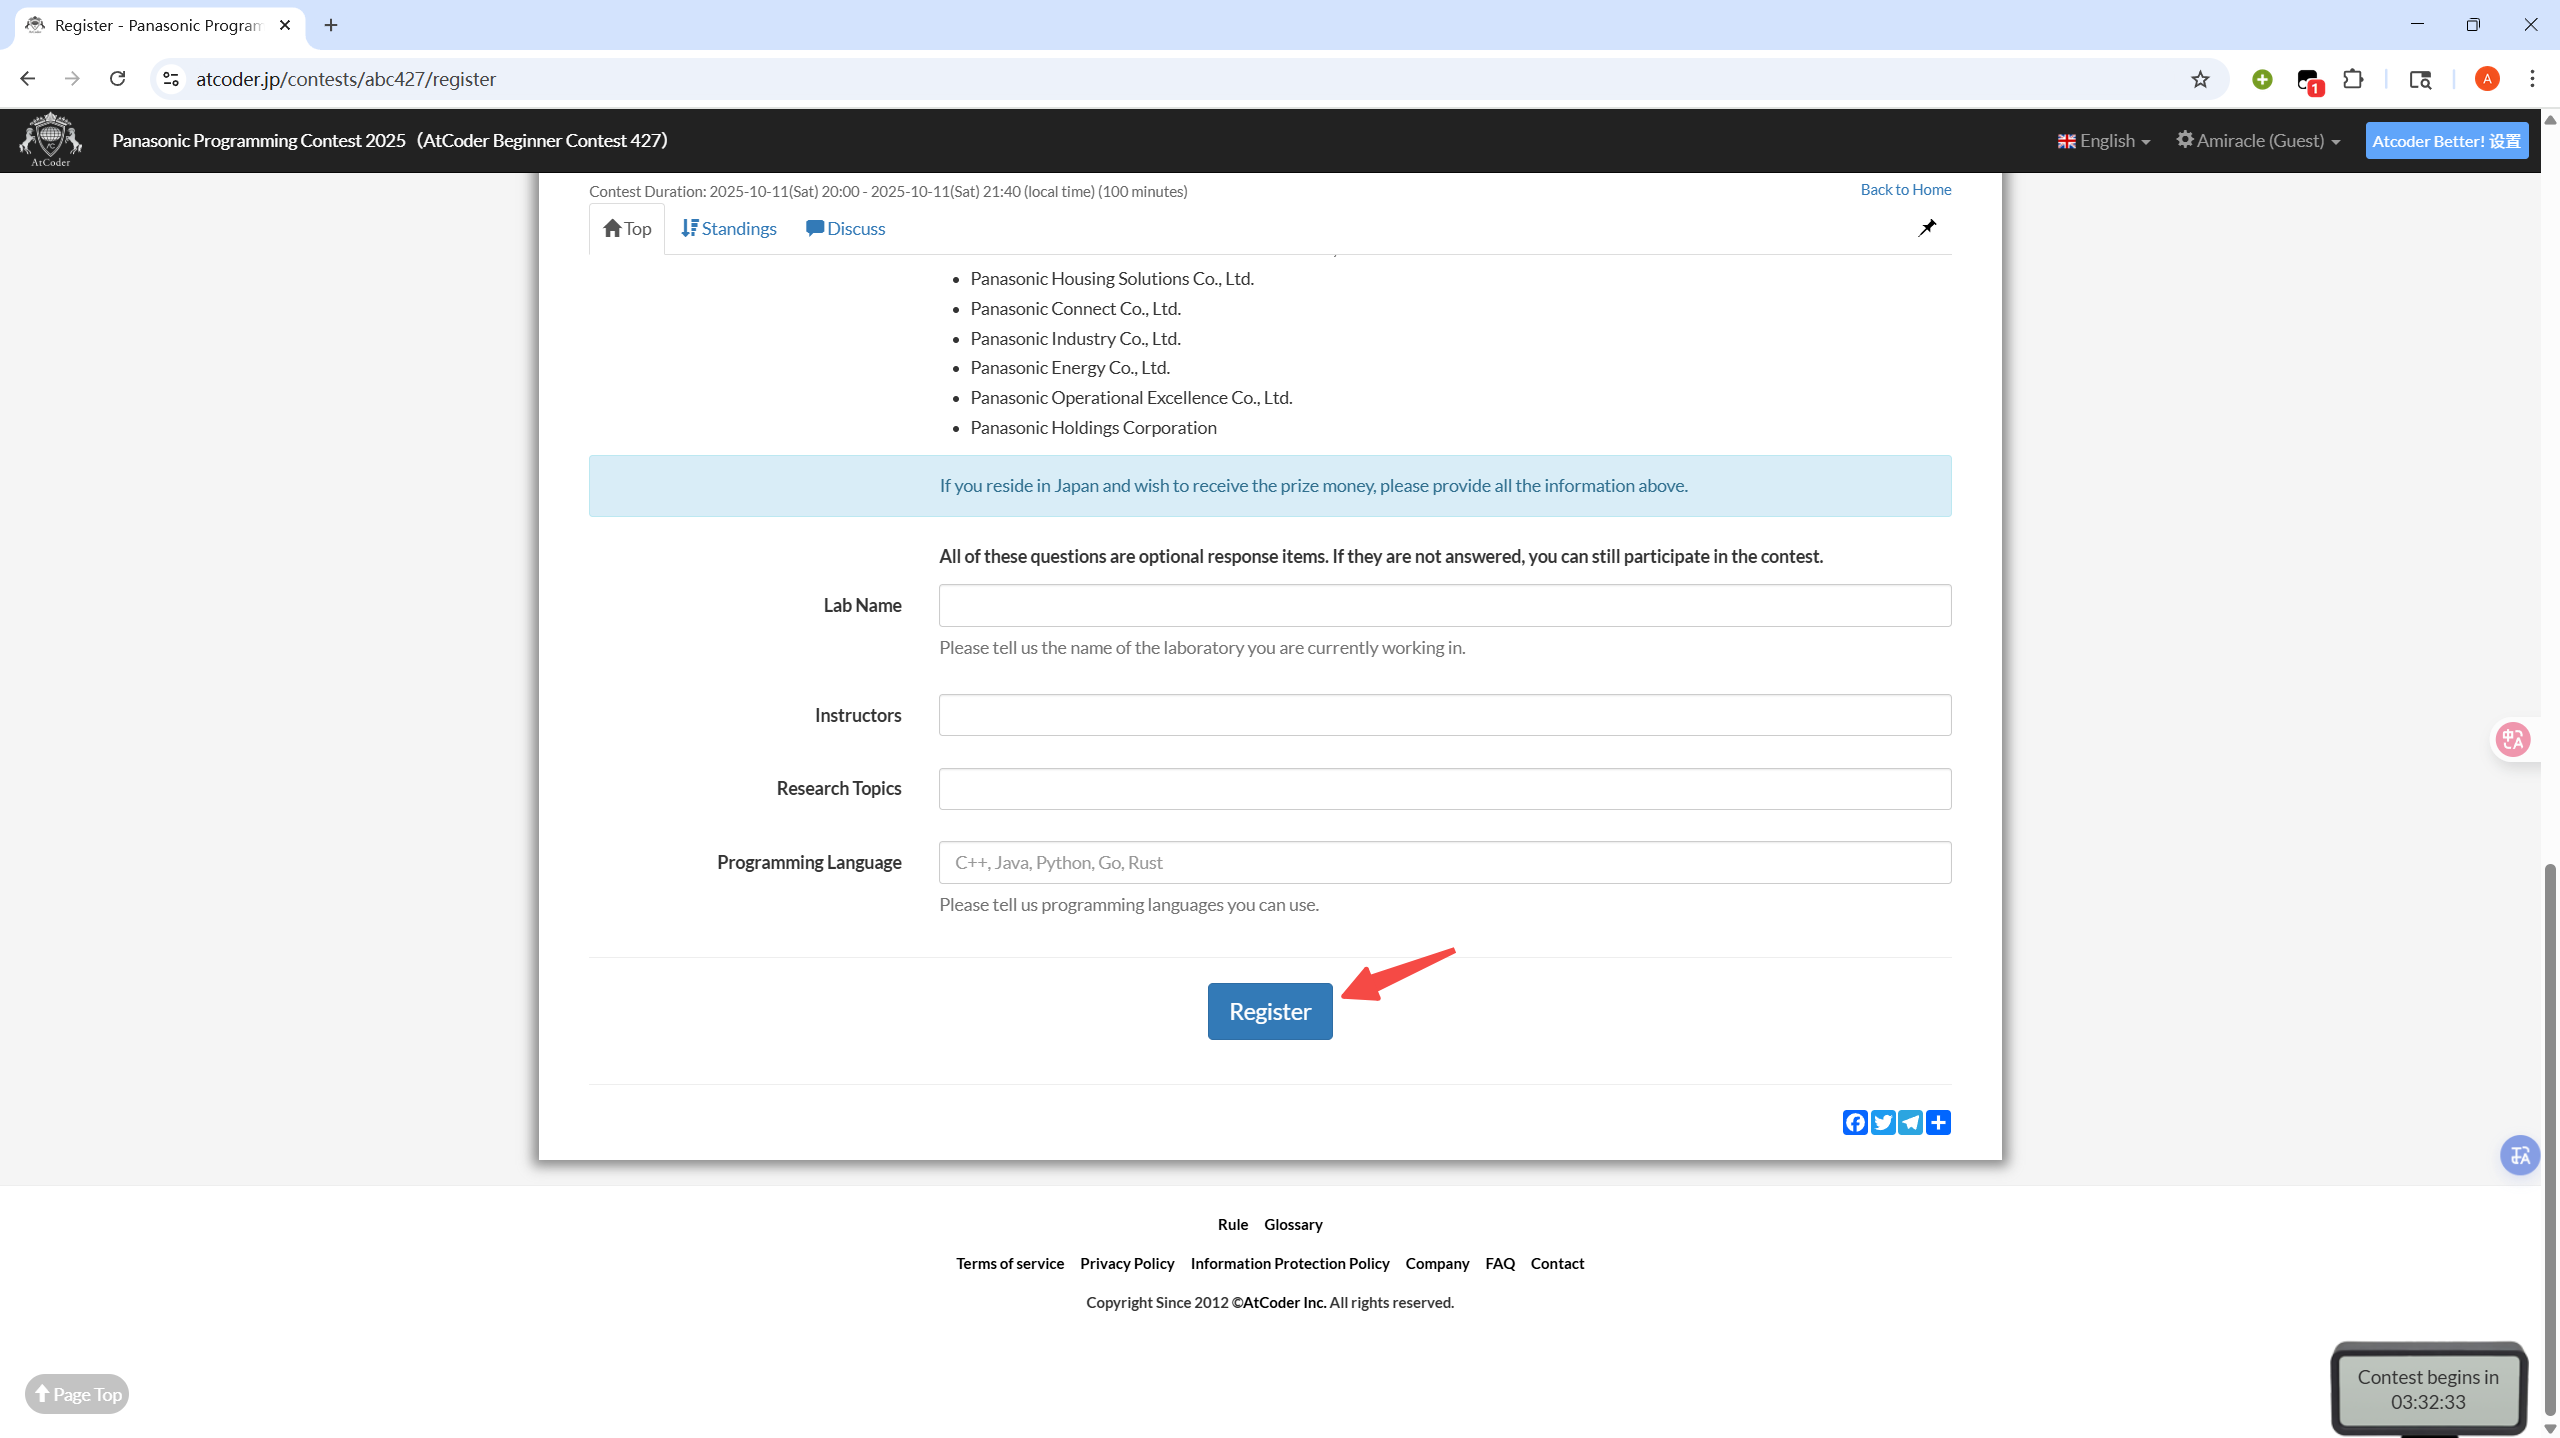 Register - Panasonic Program
atcoder.jp/contests/abc427/register
1
A
AtCoder
Panasonic Programming Contest 2025（AtCoder Beginner Contest 427）
English
Amiracle (Guest)
Atcoder Better! 设置
Contest Duration: 2025-10-11(Sat) 20:00 - 2025-10-11(Sat) 21:40 (local time) (100 minutes)
Back to Home
Top
Standings
Discuss
Panasonic Housing Solutions Co., Ltd.
Panasonic Connect Co., Ltd.
Panasonic Industry Co., Ltd.
Panasonic Energy Co., Ltd.
Panasonic Operational Excellence Co., Ltd.
Panasonic Holdings Corporation
If you reside in Japan and wish to receive the prize money, please provide all the information above.
All of these questions are optional response items. If they are not answered, you can still participate in the contest.
Lab Name
Please tell us the name of the laboratory you are currently working in.
Instructors
Research Topics
Programming Language
C++, Java, Python, Go, Rust
Please tell us programming languages you can use.
Register
Rule Glossary
Terms of service Privacy Policy Information Protection Policy Company FAQ Contact
Copyright Since 2012 ©AtCoder Inc. All rights reserved.
Page Top
Contest begins in
03:32:33